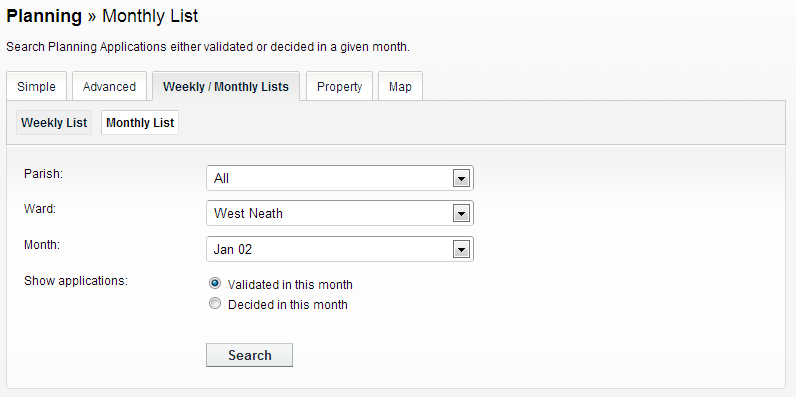 Planning » Monthly List
Search Planning Applications either validated or decided in a given month.
Simple Advanced Weekly / Monthly Lists Property Map
Weekly List Monthly List
Parish: All
Ward: West Neath
Month: Jan 02
Show applications: Validated in this month
Decided in this month
Search